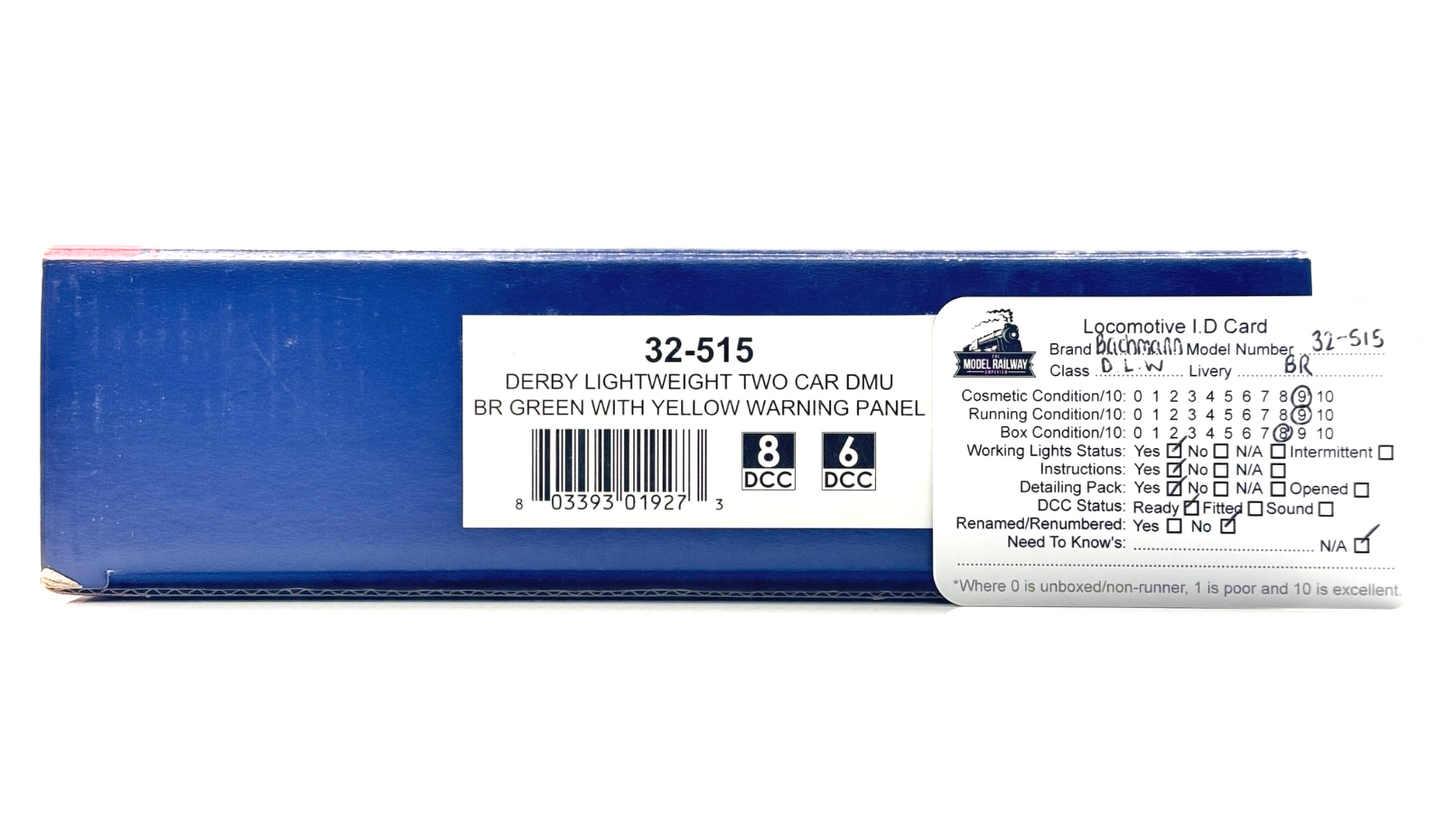 32-515
DERBY LIGHTWEIGHT TWO CAR DMU
BR GREEN WITH YELLOW WARNING PANEL
8 DCC 6 DCC
8 03393 01927 3
THE
MODEL RAILWAY
EMPORIUM
Locomotive I.D Card
Brand Bachmann Model Number 32-515
Class D.L.W Livery BR
Cosmetic Condition/10: 0 1 2 3 4 5 6 7 8 9 10
Running Condition/10: 0 1 2 3 4 5 6 7 8 9 10
Box Condition/10: 0 1 2 3 4 5 6 7 8 9 10
Working Lights Status: Yes ☑ No ☐ N/A ☐ Intermittent ☐
Instructions: Yes ☑ No ☐ N/A ☐
Detailing Pack: Yes ☑ No ☐ N/A ☐ Opened ☐
DCC Status: Ready ☑ Fitted ☐ Sound ☐
Renamed/Renumbered: Yes ☐ No ☑
Need To Know's: .......... N/A ☑
*Where 0 is unboxed/non-runner, 1 is poor and 10 is excellent.